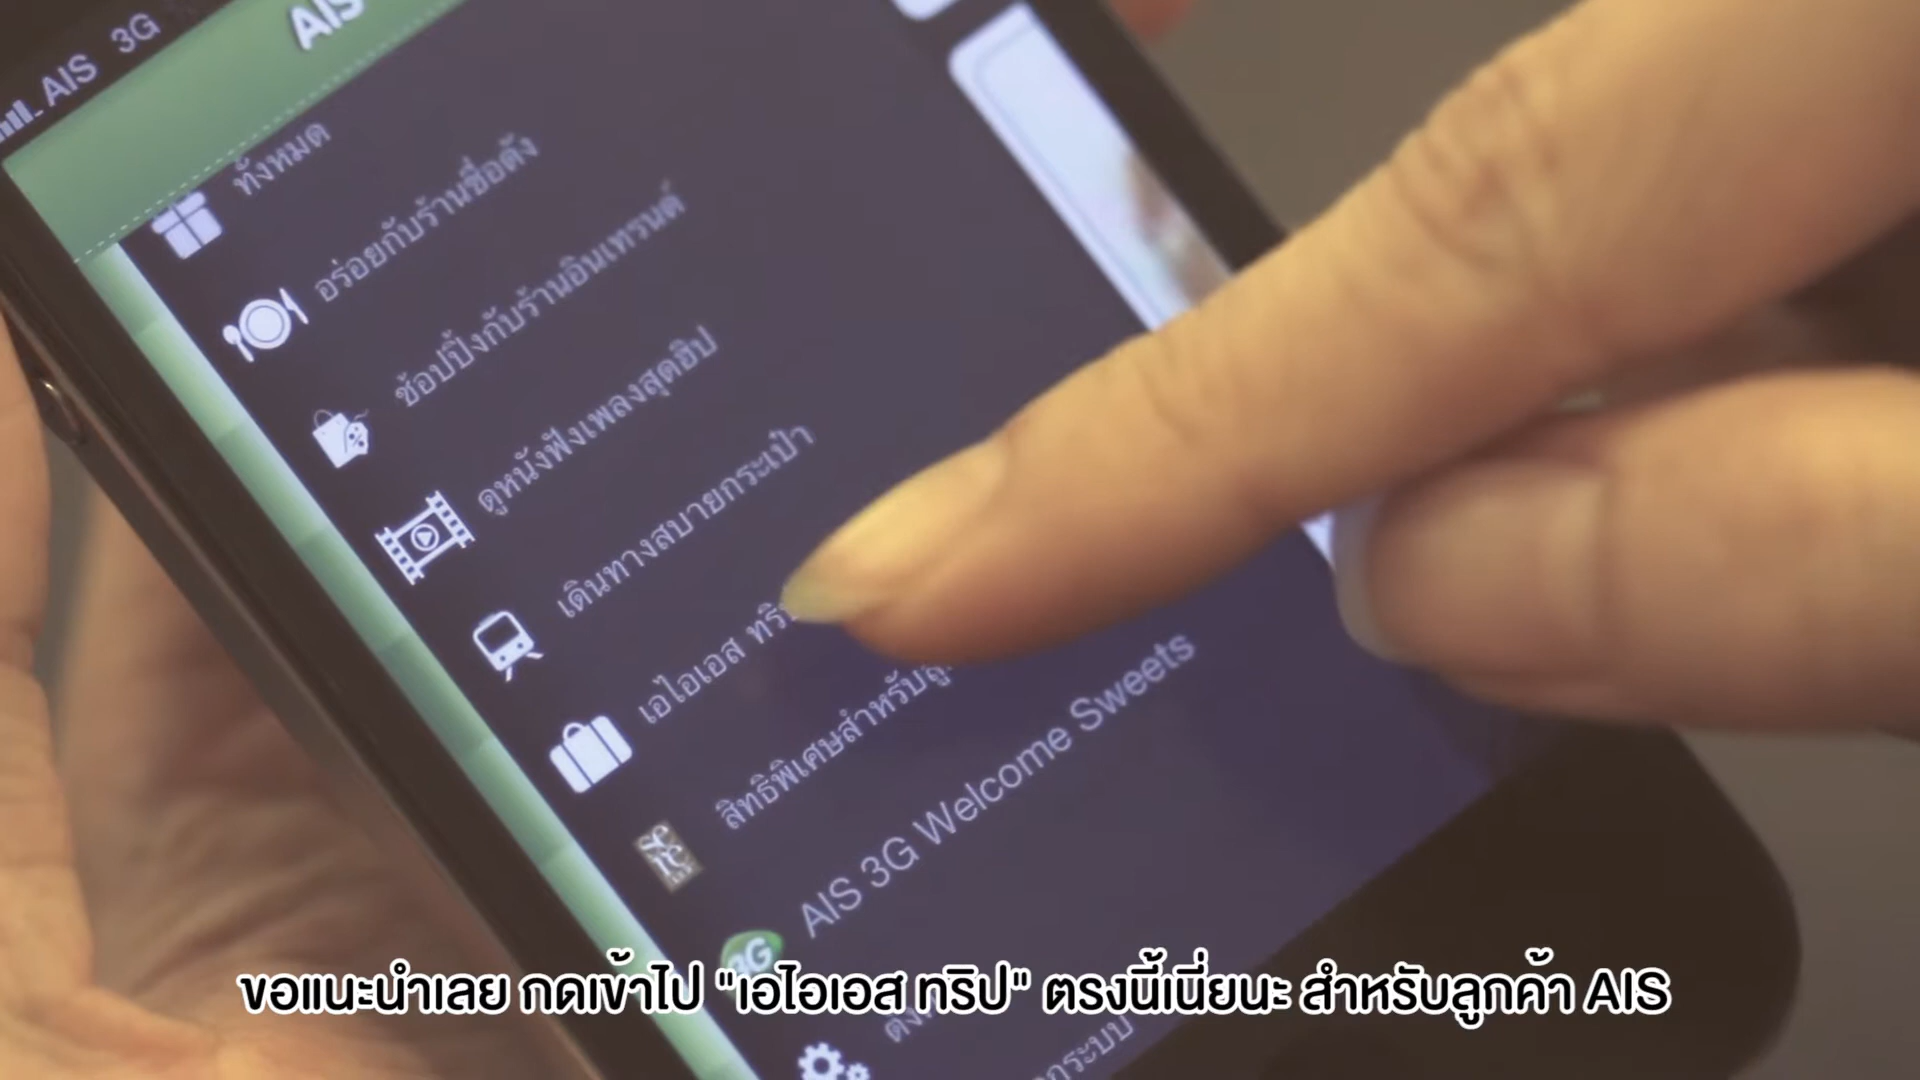 AIS 3G
AIS
ทั้งหมด
อร่อยกับร้านชื่อดัง
ช้อปปิ้งกับร้านอินเทรนด์
ดูหนังฟังเพลงสุดฮิป
เดินทางสบายกระเป๋า
เอไอเอส ทริป
สิทธิพิเศษสำหรับ
AIS 3G Welcome Sweets
3G
ขอแนะนำเลย กดเข้าไป "เอไอเอส ทริป" ตรงนี้เนี่ยนะ สำหรับลูกค้า AIS